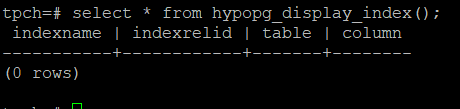 tpch=# select * from hypopg_display_index();
 indexname | indexrelid | table | column
-----------+------------+-------+--------
(0 rows)